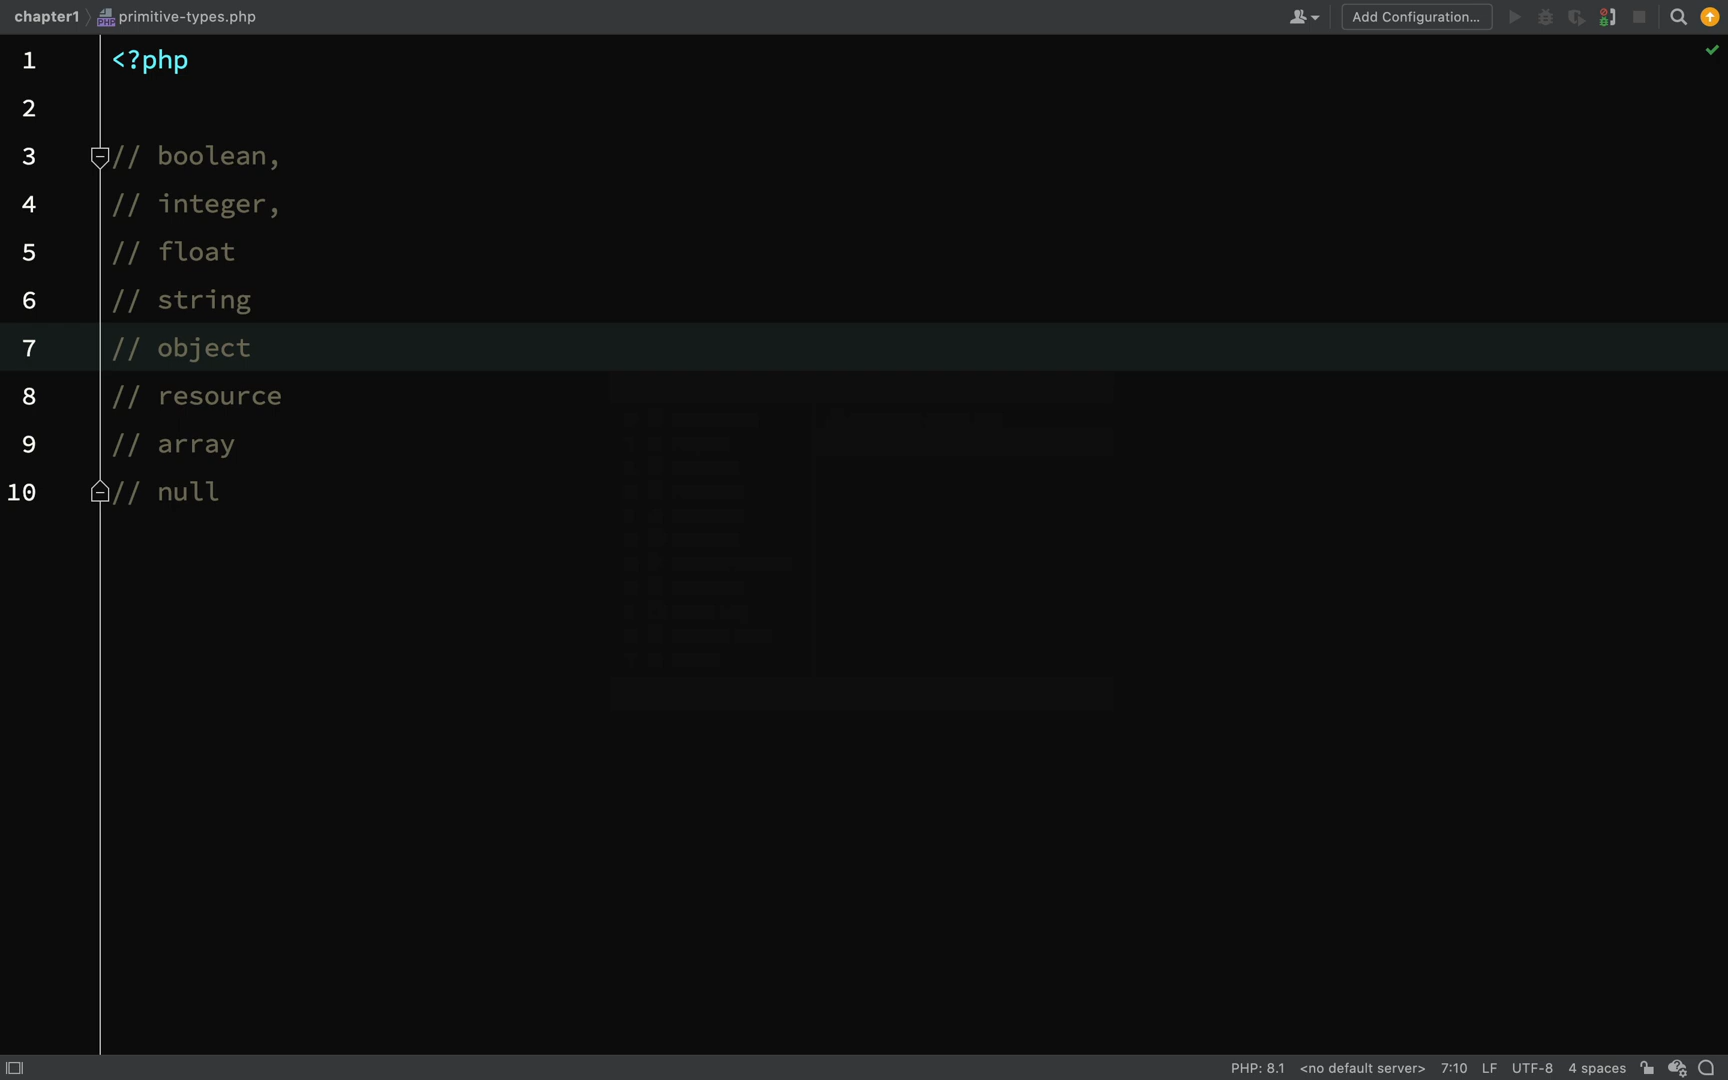 chapter1 primitive-types.php Add Configuration...
1 <?php
2
3 // boolean,
4 // integer,
5 // float
6 // string
7 // object
8 // resource
9 // array
10 // null
PHP: 8.1 <no default server> 7:10 LF UTF-8 4 spaces